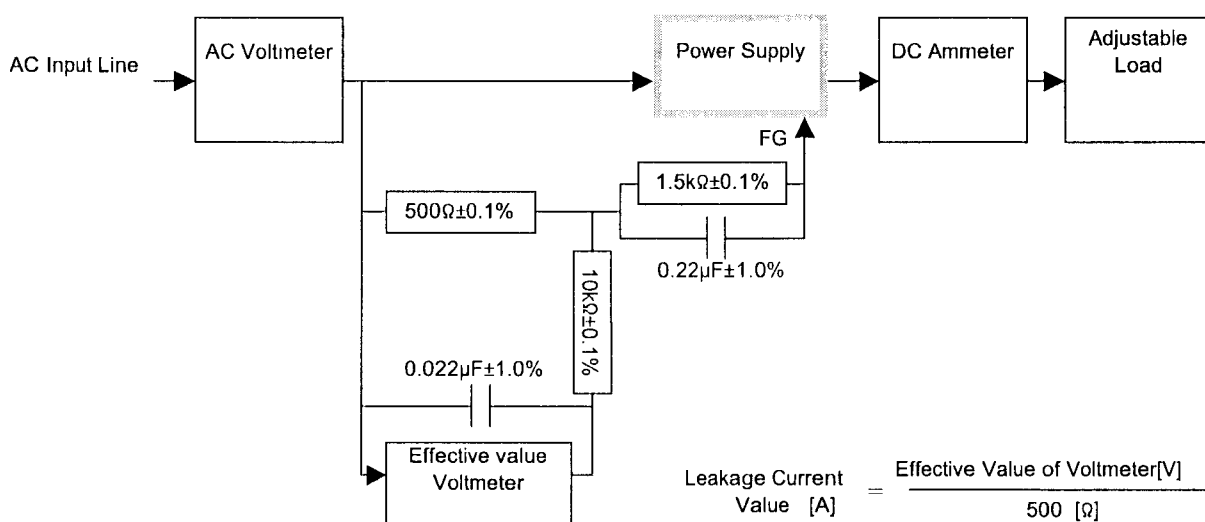 AC Input Line
AC Voltmeter
Power Supply
DC Ammeter
Adjustable
Load
FG
1.5kΩ±0.1%
500Ω±0.1%
0.22µF±1.0%
10kΩ±0.1%
0.022µF±1.0%
Effective value
Voltmeter
Leakage Current
Value [A]
=
Effective Value of Voltmeter[V]
500 [Ω]